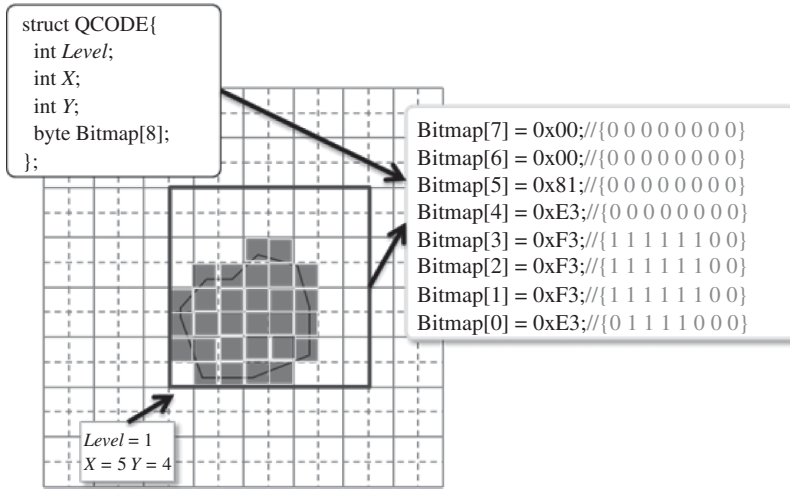 struct QCODE{
int Level;
int X;
int Y;
byte Bitmap[8];
};
Bitmap[7] = 0x00;//{0 0 0 0 0 0 0 0}
Bitmap[6] = 0x00;//{0 0 0 0 0 0 0 0}
Bitmap[5] = 0x81;//{0 0 0 0 0 0 0 0}
Bitmap[4] = 0xE3;//{0 0 0 0 0 0 0 0}
Bitmap[3] = 0xF3;//{1 1 1 1 1 1 0 0}
Bitmap[2] = 0xF3;//{1 1 1 1 1 1 0 0}
Bitmap[1] = 0xF3;//{1 1 1 1 1 1 0 0}
Bitmap[0] = 0xE3;//{0 1 1 1 1 0 0 0}
Level = 1
X = 5 Y = 4